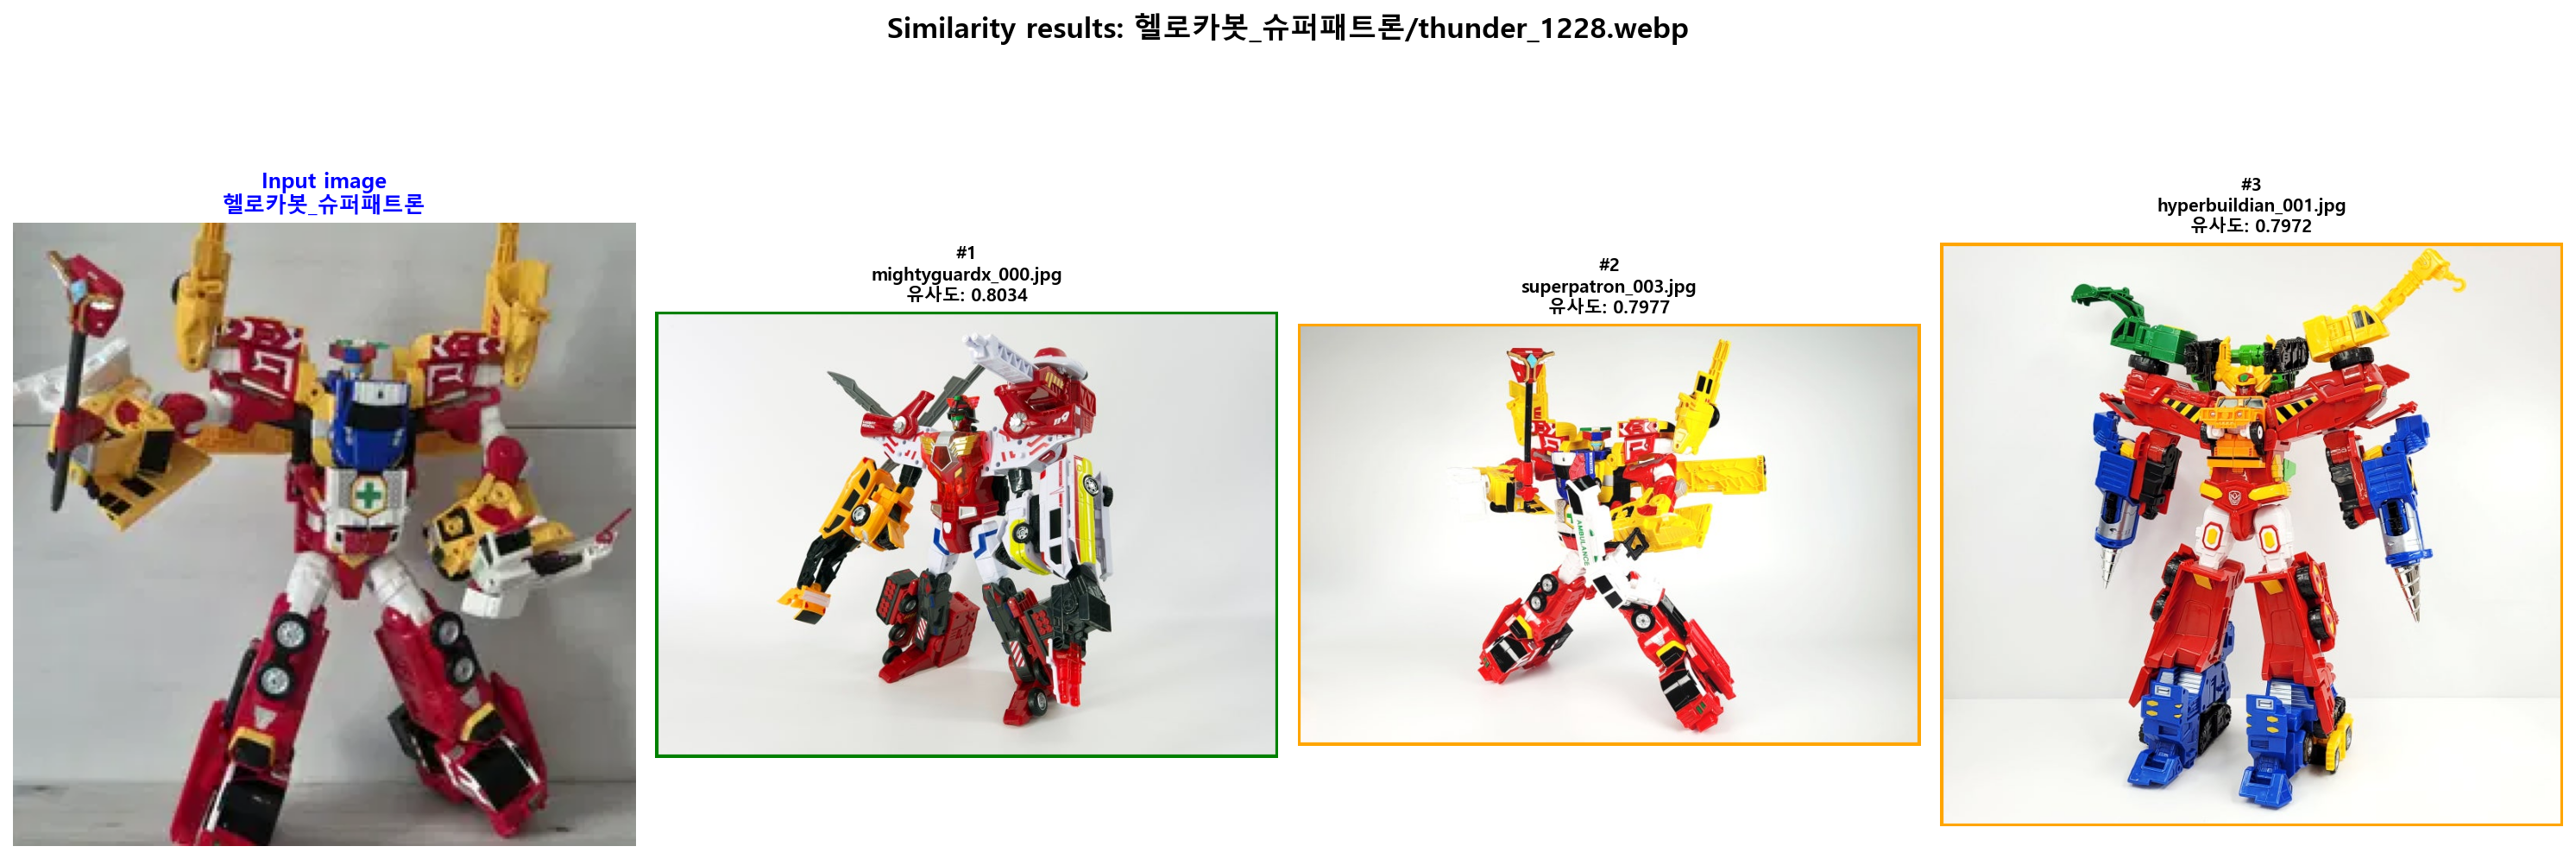 Similarity results: 헬로카봇_슈퍼패트론/thunder_1228.webp
Input image
헬로카봇_슈퍼패트론
#1
mightyguardx_000.jpg
유사도: 0.8034
#2
superpatron_003.jpg
유사도: 0.7977
AMBULANCE
#3
hyperbuildian_001.jpg
유사도: 0.7972